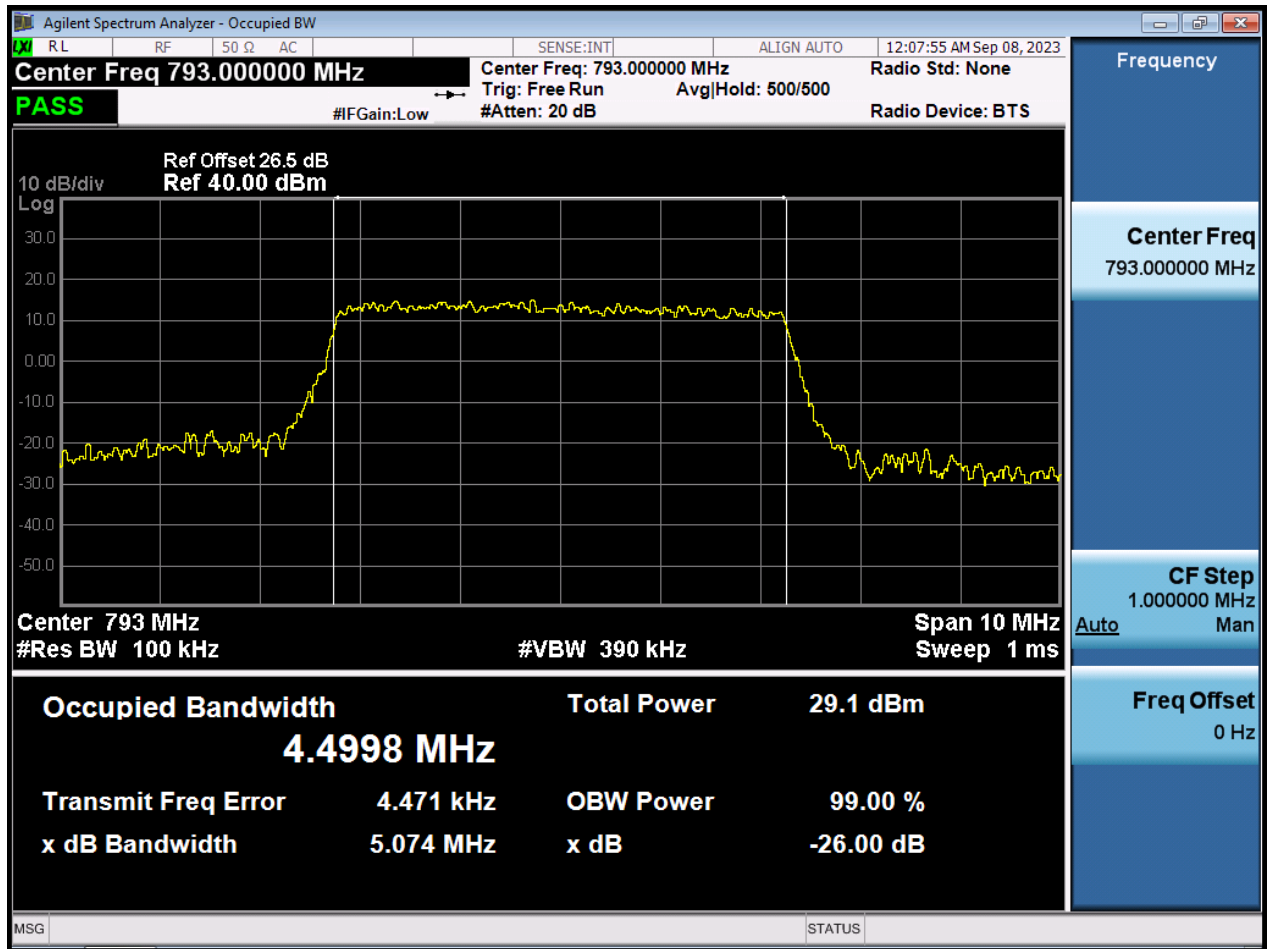 Agilent Spectrum Analyzer - Occupied BW
LXI RL RF 50 Ω AC SENSE:INT ALIGN AUTO 12:07:55 AM Sep 08, 2023
Center Freq 793.000000 MHz
Center Freq: 793.000000 MHz Radio Std: None
Trig: Free Run Avg|Hold: 500/500
PASS
#IFGain:Low #Atten: 20 dB Radio Device: BTS
Ref Offset 26.5 dB
10 dB/div Ref 40.00 dBm
Log
30.0
20.0
10.0
0.00
-10.0
-20.0
-30.0
-40.0
-50.0
Center 793 MHz Span 10 MHz
#Res BW 100 kHz #VBW 390 kHz Sweep 1 ms
Occupied Bandwidth Total Power 29.1 dBm
4.4998 MHz
Transmit Freq Error 4.471 kHz OBW Power 99.00 %
x dB Bandwidth 5.074 MHz x dB -26.00 dB
MSG STATUS
Frequency
Center Freq
793.000000 MHz
CF Step
1.000000 MHz
Auto Man
Freq Offset
0 Hz